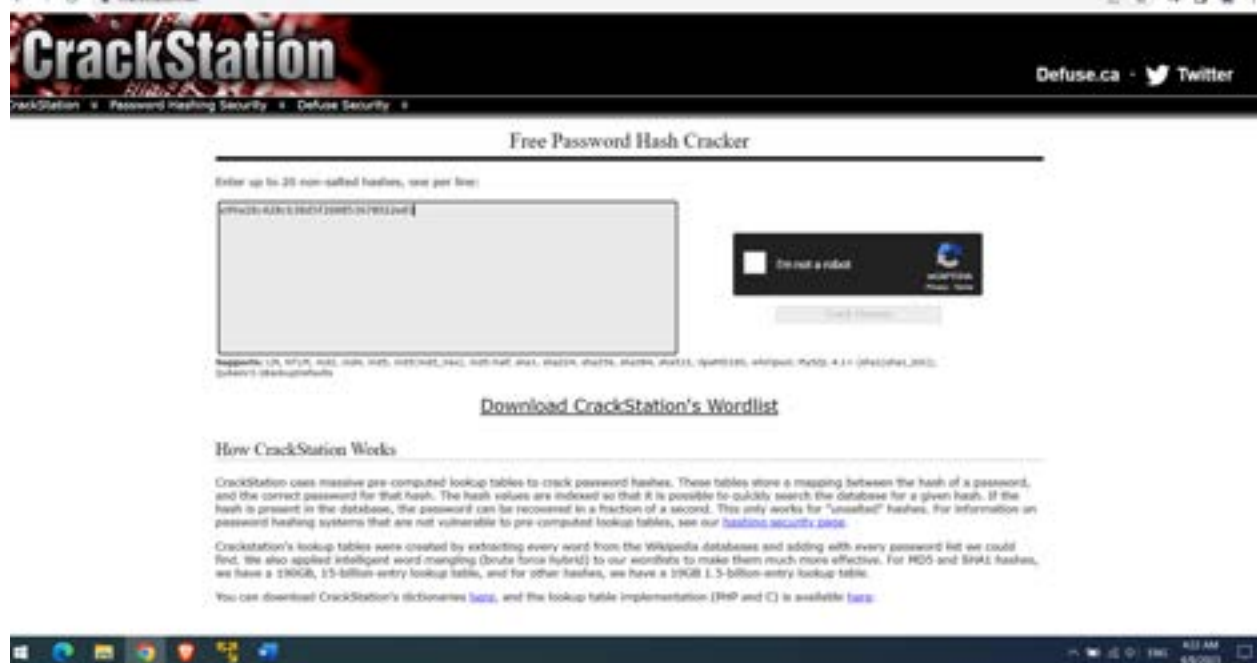 CrackStation
Defuse.ca · Twitter
CrackStation Password Hashing Security Defuse Security
Free Password Hash Cracker
Enter up to 20 non-salted hashes, one per line:
I'm not a robot
reCAPTCHA
Privacy - Terms
Crack Hashes
Download CrackStation's Wordlist
How CrackStation Works
CrackStation uses massive pre-computed lookup tables to crack password hashes. These tables store a mapping between the hash of a password,
and the correct password for that hash. The hash values are indexed so that it is possible to quickly search the database for a given hash. If the
hash is present in the database, the password can be recovered in a fraction of a second. This only works for "unsalted" hashes. For information on
password hashing systems that are not vulnerable to pre-computed lookup tables, see our hashing security page.
Crackstation's lookup tables were created by extracting every word from the Wikipedia databases and adding with every password list we could
find. We also applied intelligent word mangling (brute force hybrid) to our wordlists to make them much more effective. For MD5 and SHA1 hashes,
we have a 190GB, 15-billion-entry lookup table, and for other hashes, we have a 19GB 1.5-billion-entry lookup table.
You can download CrackStation's dictionaries here, and the lookup table implementation (PHP and C) is available here.
ENG